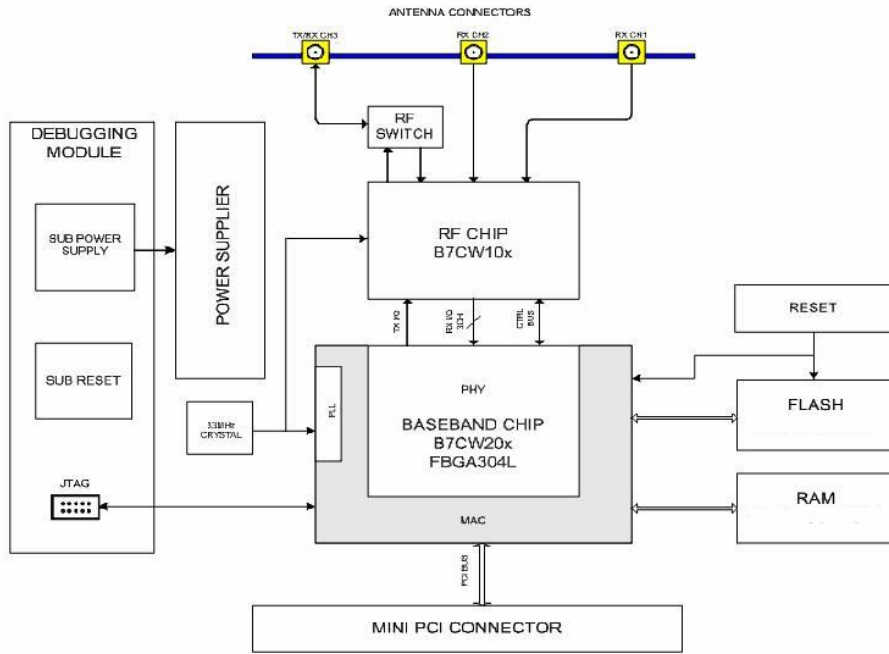 ANTENNA CONNECTORS
TX/RX CH3
RX CH2
RX CH1
RF
SWITCH
DEBUGGING
MODULE
SUB POWER
SUPPLY
POWER SUPPLIER
RF CHIP
B7CW10x
TX I/Q
RX I/Q
3CH
CTRL
BUS
RESET
SUB RESET
33MHz
CRYSTAL
PLL
PHY
BASEBAND CHIP
B7CW20x
FBGA304L
FLASH
JTAG
MAC
RAM
PCI BUS
MINI PCI CONNECTOR